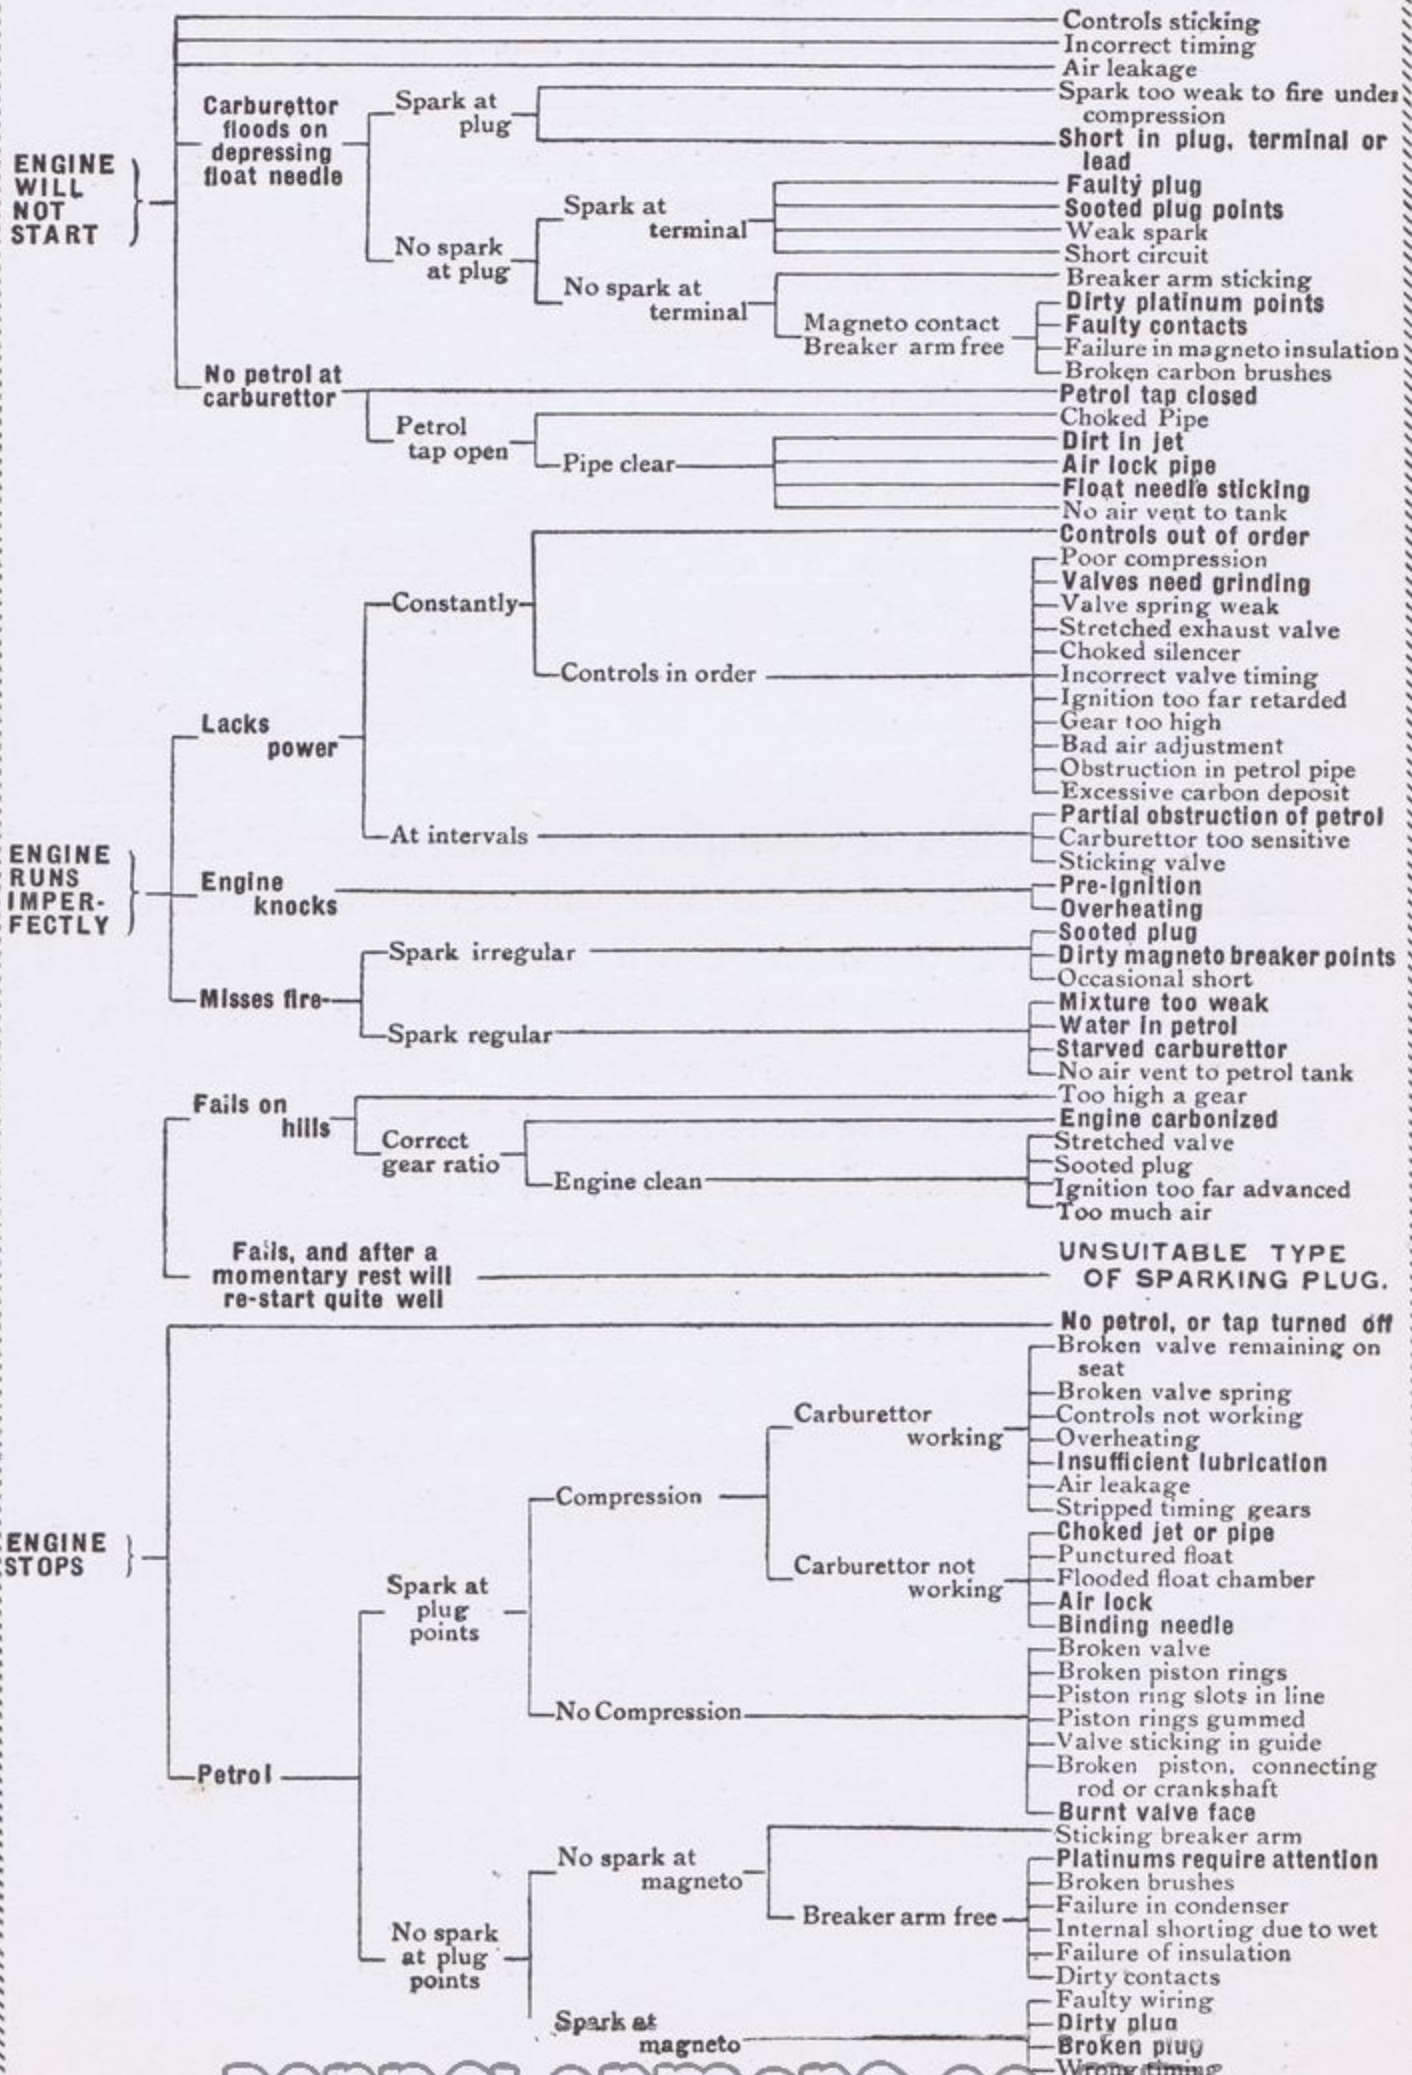 Controls sticking
Incorrect timing
Air leakage
Carburettor
floods on
depressing
float needle
Spark at
plug
Spark too weak to fire under
compression
Short in plug, terminal or
lead
ENGINE
WILL
NOT
START
No spark
at plug
Spark at
terminal
Faulty plug
Sooted plug points
Weak spark
Short circuit
No spark at
terminal
Breaker arm sticking
Magneto contact
Breaker arm free
Dirty platinum points
Faulty contacts
Failure in magneto insulation
Broken carbon brushes
No petrol at
carburettor
Petrol tap closed
Petrol
tap open
Choked Pipe
Pipe clear
Dirt in jet
Air lock pipe
Float needle sticking
No air vent to tank
ENGINE
RUNS
IMPER-
FECTLY
Lacks
power
Constantly
Controls out of order
Controls in order
Poor compression
Valves need grinding
Valve spring weak
Stretched exhaust valve
Choked silencer
Incorrect valve timing
Ignition too far retarded
Gear too high
Bad air adjustment
Obstruction in petrol pipe
Excessive carbon deposit
At intervals
Partial obstruction of petrol
Carburettor too sensitive
Sticking valve
Engine
knocks
Pre-ignition
Overheating
Misses fire
Spark irregular
Sooted plug
Dirty magneto breaker points
Occasional short
Spark regular
Mixture too weak
Water in petrol
Starved carburettor
No air vent to petrol tank
Fails on
hills
Too high a gear
Correct
gear ratio
Engine carbonized
Engine clean
Stretched valve
Sooted plug
Ignition too far advanced
Too much air
Fails, and after a
momentary rest will
re-start quite well
UNSUITABLE TYPE
OF SPARKING PLUG.
ENGINE
STOPS
No petrol, or tap turned off
Petrol
Spark at
plug
points
Compression
Carburettor
working
Broken valve remaining on
seat
Broken valve spring
Controls not working
Overheating
Insufficient lubrication
Air leakage
Stripped timing gears
Carburettor not
working
Choked jet or pipe
Punctured float
Flooded float chamber
Air lock
Binding needle
No Compression
Broken valve
Broken piston rings
Piston ring slots in line
Piston rings gummed
Valve sticking in guide
Broken piston, connecting
rod or crankshaft
Burnt valve face
No spark
at plug
points
No spark at
magneto
Sticking breaker arm
Breaker arm free
Platinums require attention
Broken brushes
Failure in condenser
Internal shorting due to wet
Failure of insulation
Dirty contacts
Spark at
magneto
Faulty wiring
Dirty plug
Broken plug
Wrong timing